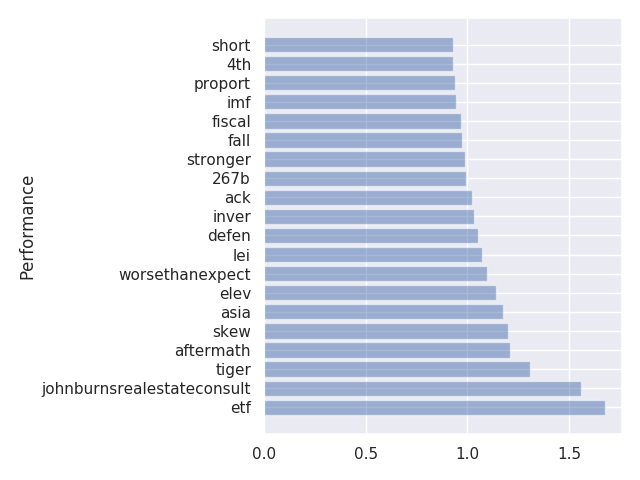 short
4th
proport
imf
fiscal
fall
stronger
267b
ack
inver
defen
lei
worsethanexpect
elev
asia
skew
aftermath
tiger
johnburnsrealestateconsult
etf
Performance
0.0 0.5 1.0 1.5